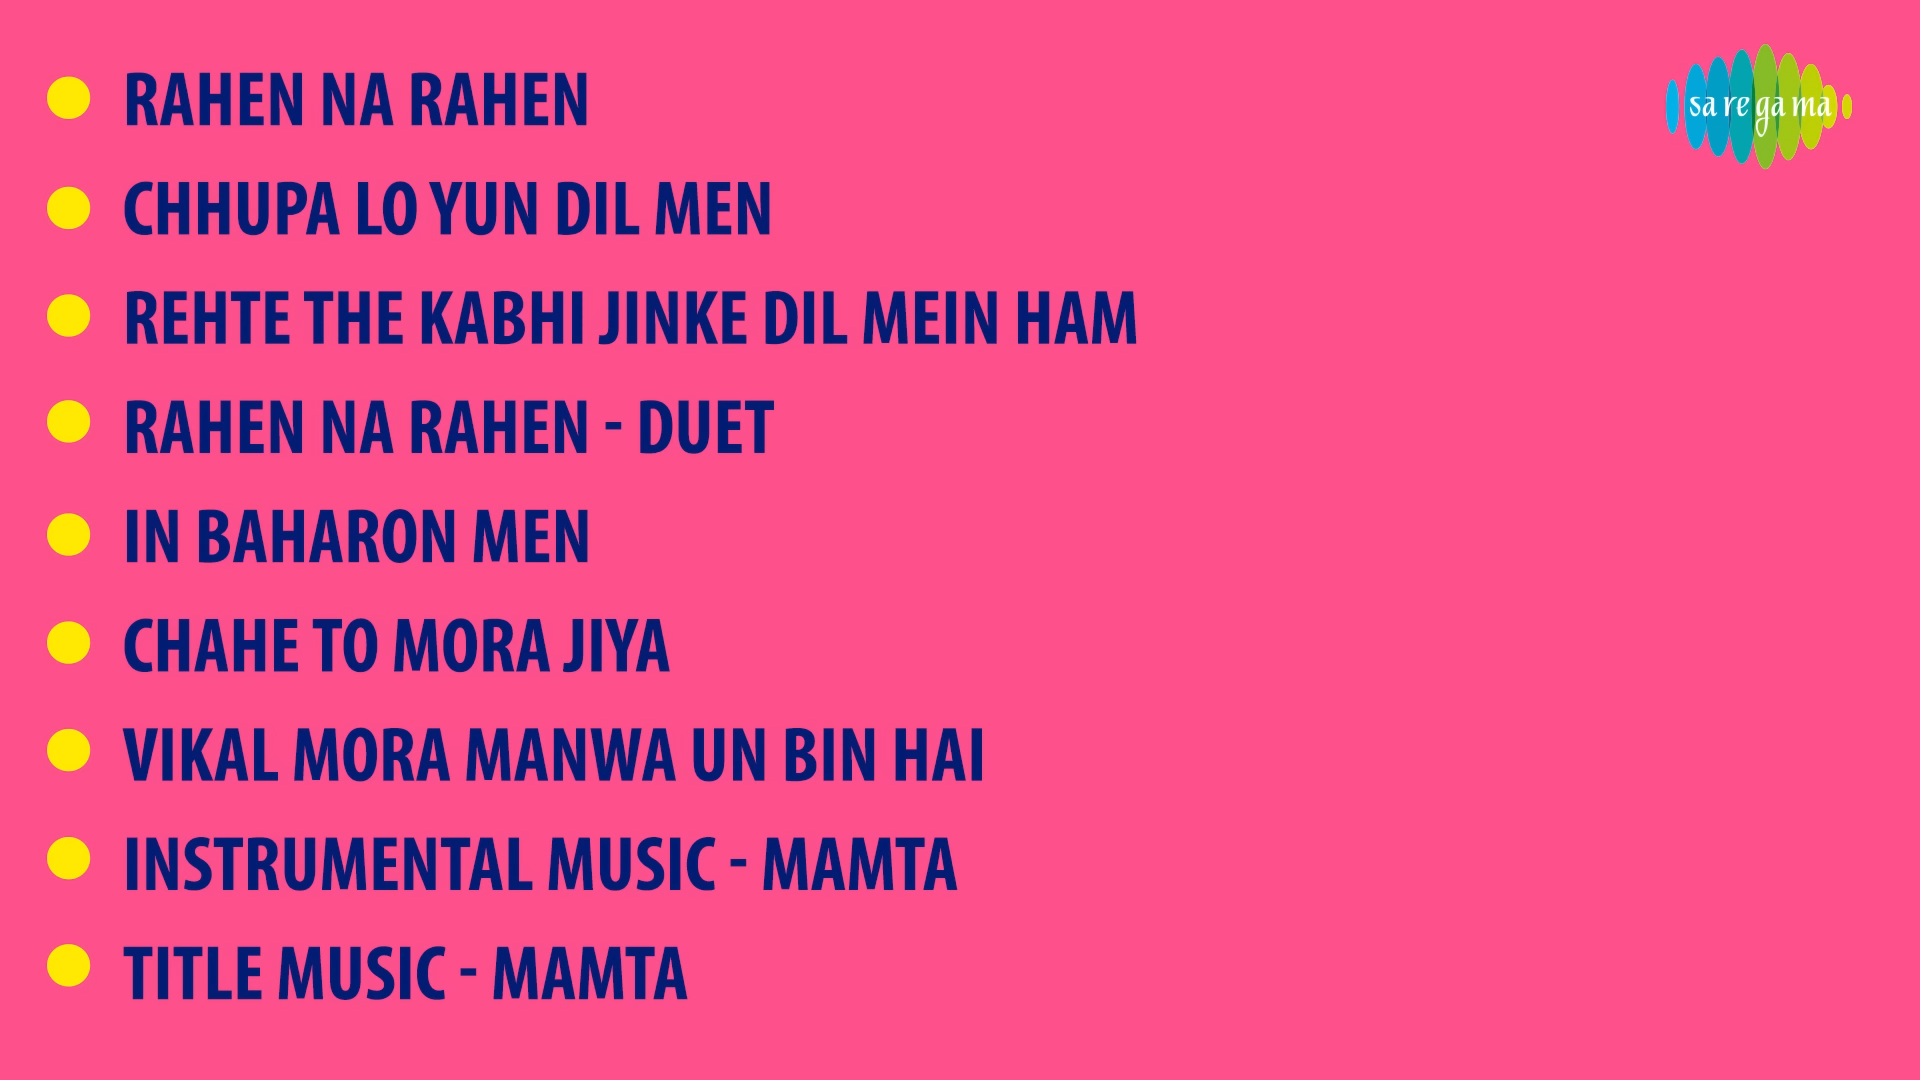 RAHEN NA RAHEN
sa re ga ma
CHHUPA LO YUN DIL MEN
REHTE THE KABHI JINKE DIL MEIN HAM
RAHEN NA RAHEN - DUET
IN BAHARON MEN
CHAHE TO MORA JIYA
VIKAL MORA MANWA UN BIN HAI
INSTRUMENTAL MUSIC - MAMTA
TITLE MUSIC - MAMTA